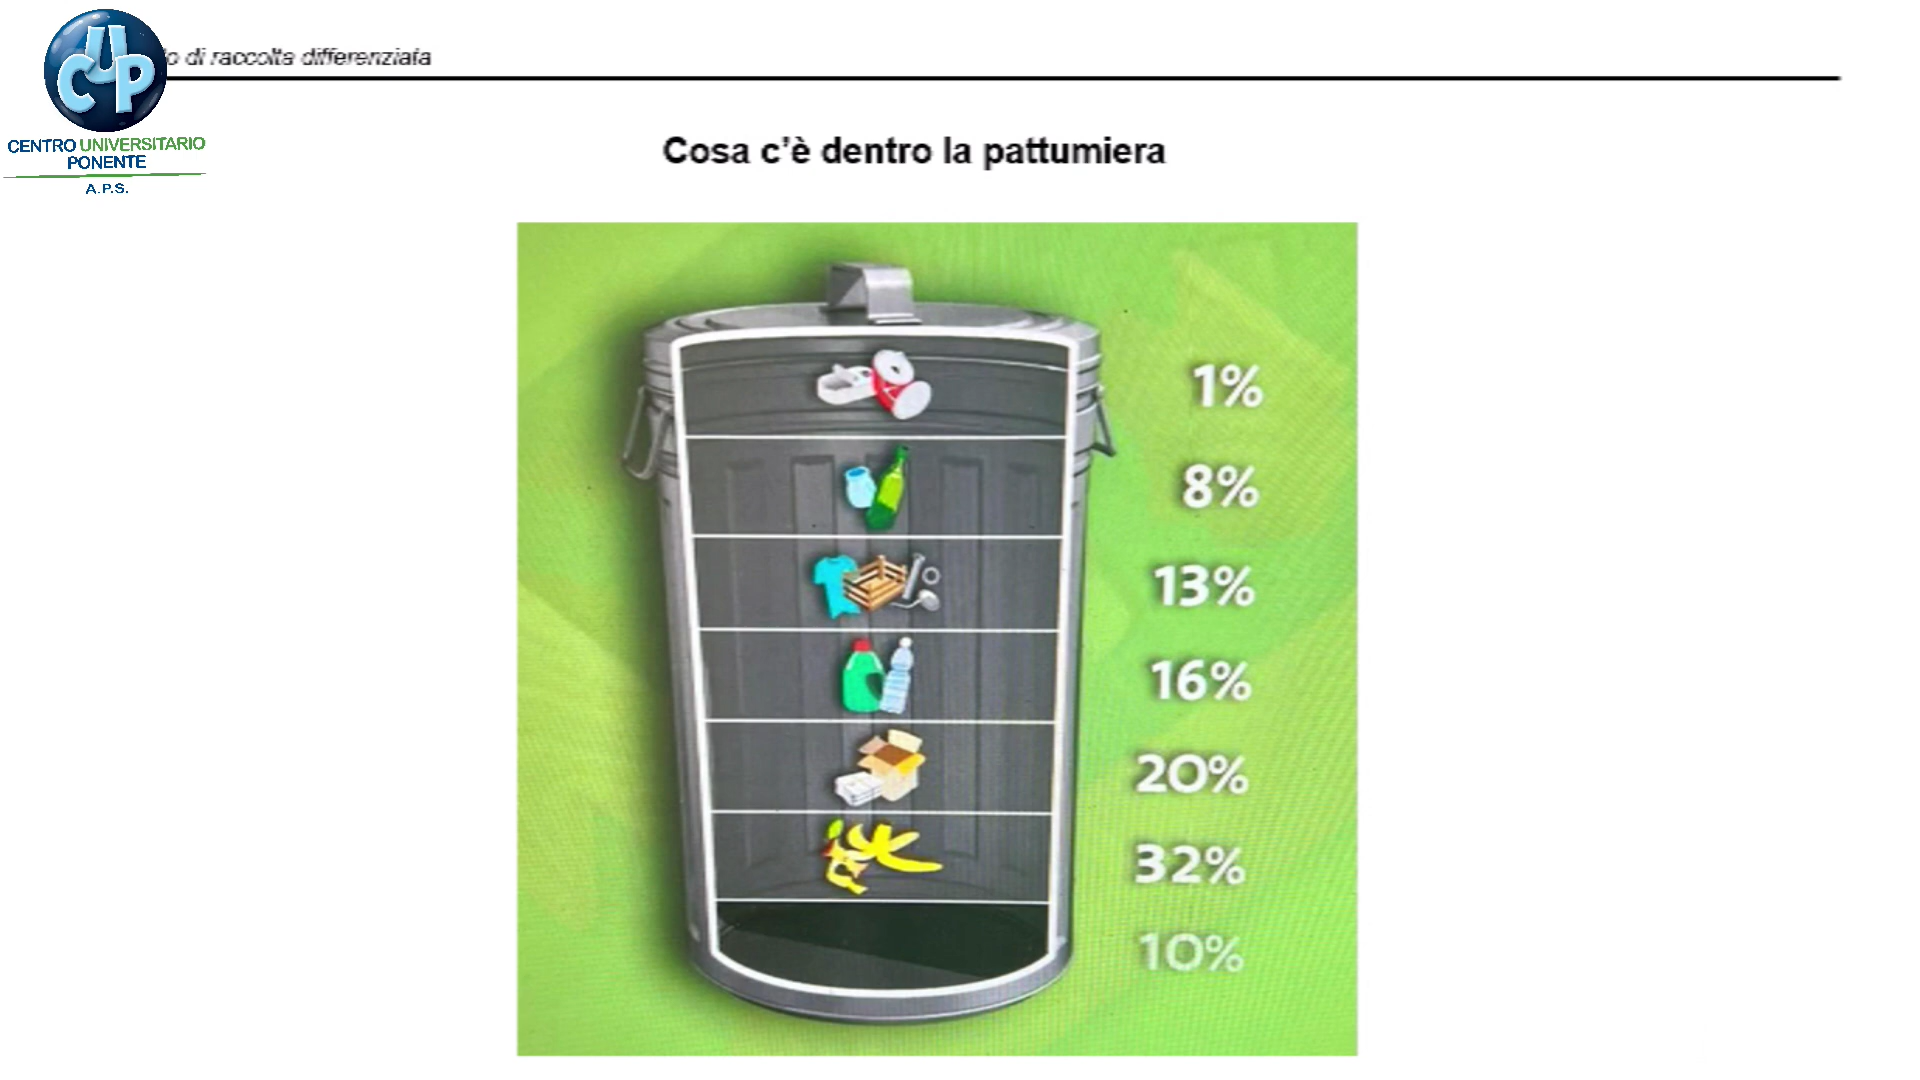 di raccolta differenziata
CUP
CENTRO UNIVERSITARIO
PONENTE
A.P.S.
Cosa c'è dentro la pattumiera
1%
8%
13%
16%
20%
32%
10%